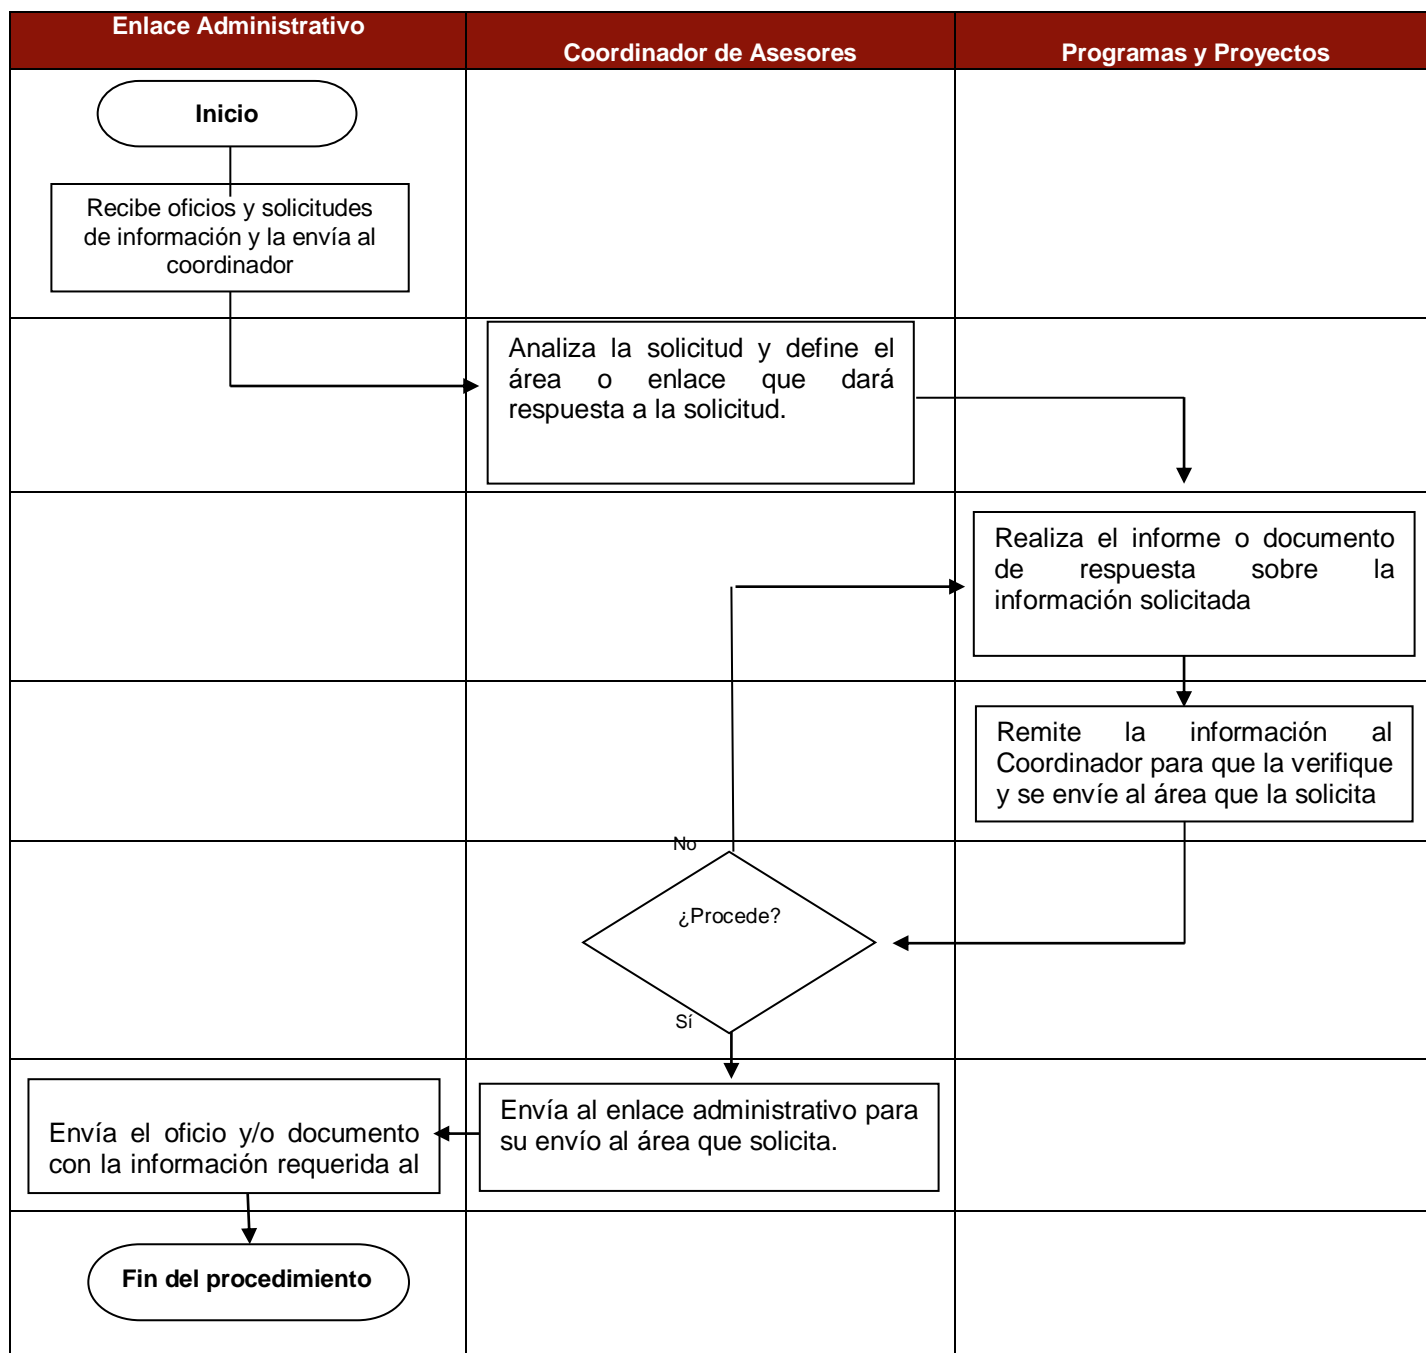 Enlace Administrativo
Coordinador de Asesores
Programas y Proyectos
Inicio
Recibe oficios y solicitudes
de información y la envía al
coordinador
Analiza la solicitud y define el
área o enlace que dará
respuesta a la solicitud.
Realiza el informe o documento
de respuesta sobre la
información solicitada
Remite la información al
Coordinador para que la verifique
y se envíe al área que la solicita
No
¿Procede?
Sí
Envía al enlace administrativo para
su envío al área que solicita.
Envía el oficio y/o documento
con la información requerida al
Fin del procedimiento